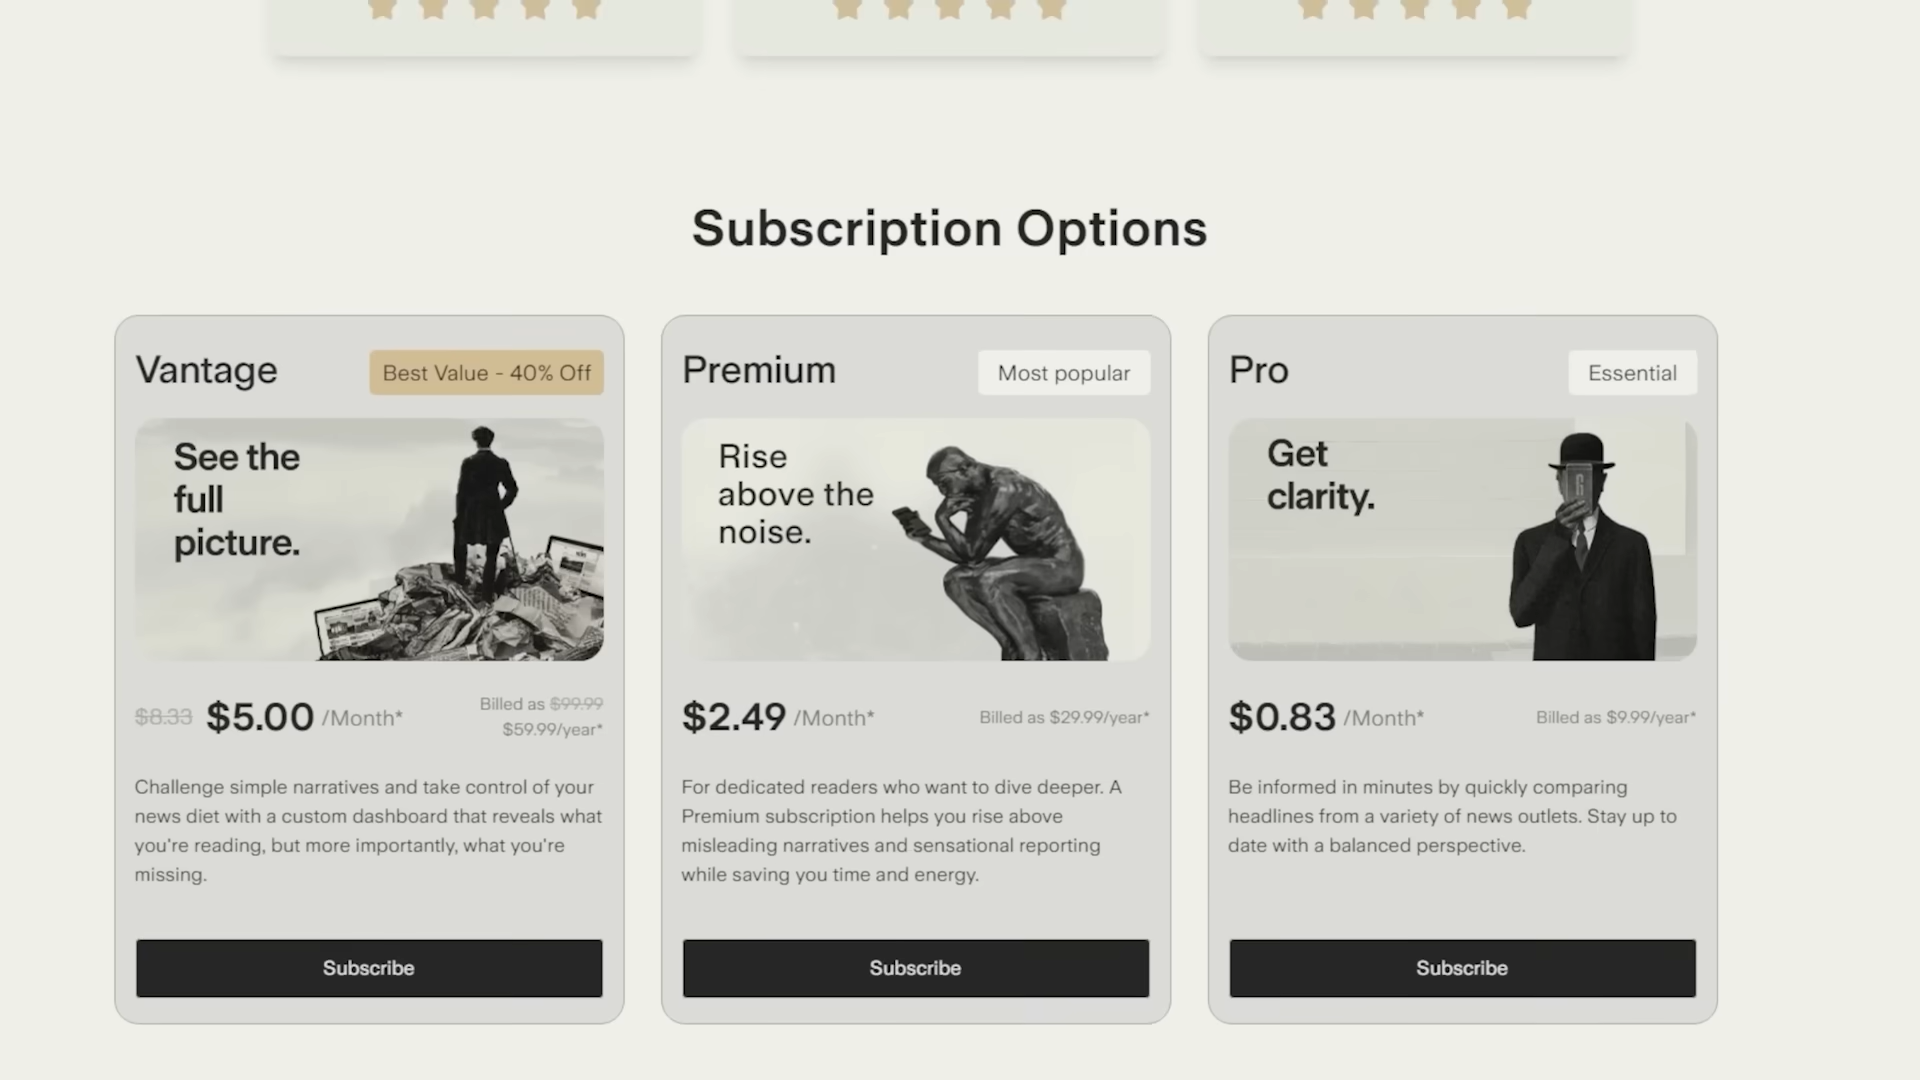 Subscription Options
Vantage
Best Value - 40% Off
See the
full
picture.
$8.33 $5.00 /Month*
Billed as $99.99
$59.99/year*
Challenge simple narratives and take control of your
news diet with a custom dashboard that reveals what
you're reading, but more importantly, what you're
missing.
Subscribe
Premium
Most popular
Rise
above the
noise.
$2.49 /Month*
Billed as $29.99/year*
For dedicated readers who want to dive deeper. A
Premium subscription helps you rise above
misleading narratives and sensational reporting
while saving you time and energy.
Subscribe
Pro
Essential
Get
clarity.
$0.83 /Month*
Billed as $9.99/year*
Be informed in minutes by quickly comparing
headlines from a variety of news outlets. Stay up to
date with a balanced perspective.
Subscribe